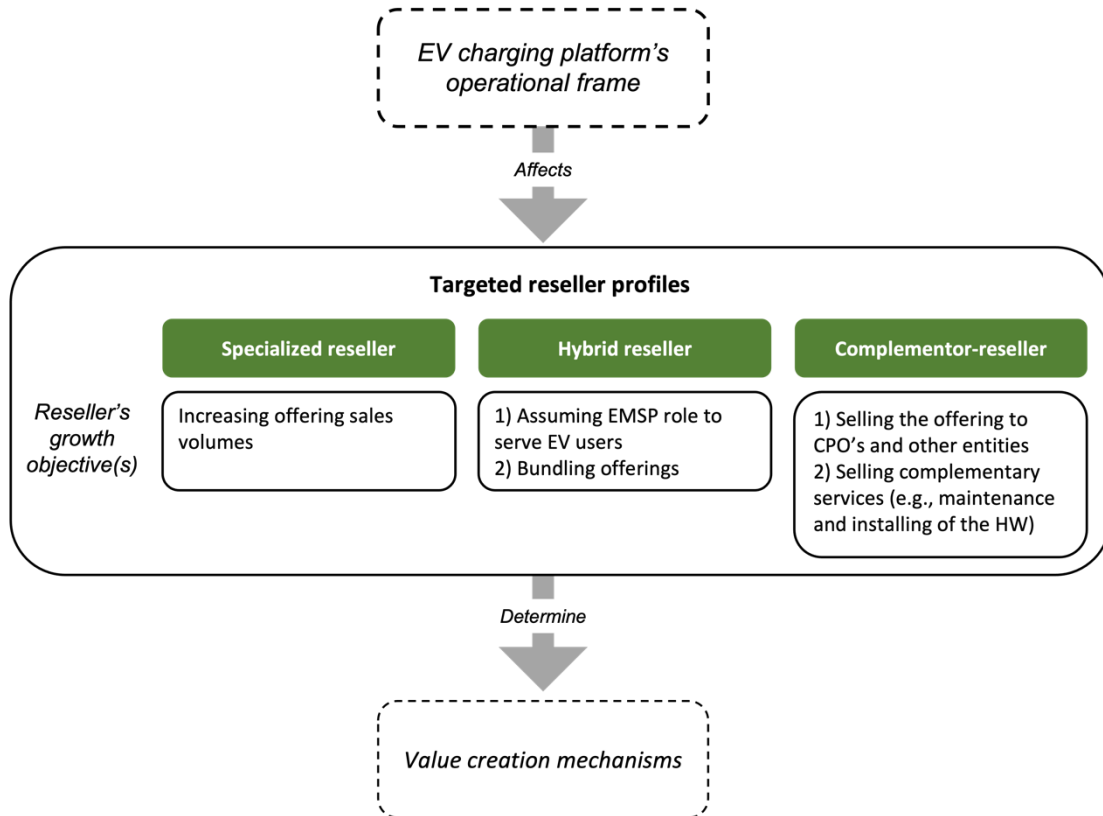 EV charging platform's
operational frame
Affects
Targeted reseller profiles
Specialized reseller
Hybrid reseller
Complementor-reseller
Reseller's
growth
objective(s)
Increasing offering sales
volumes
1) Assuming EMSP role to
serve EV users
2) Bundling offerings
1) Selling the offering to
CPO's and other entities
2) Selling complementary
services (e.g., maintenance
and installing of the HW)
Determine
Value creation mechanisms